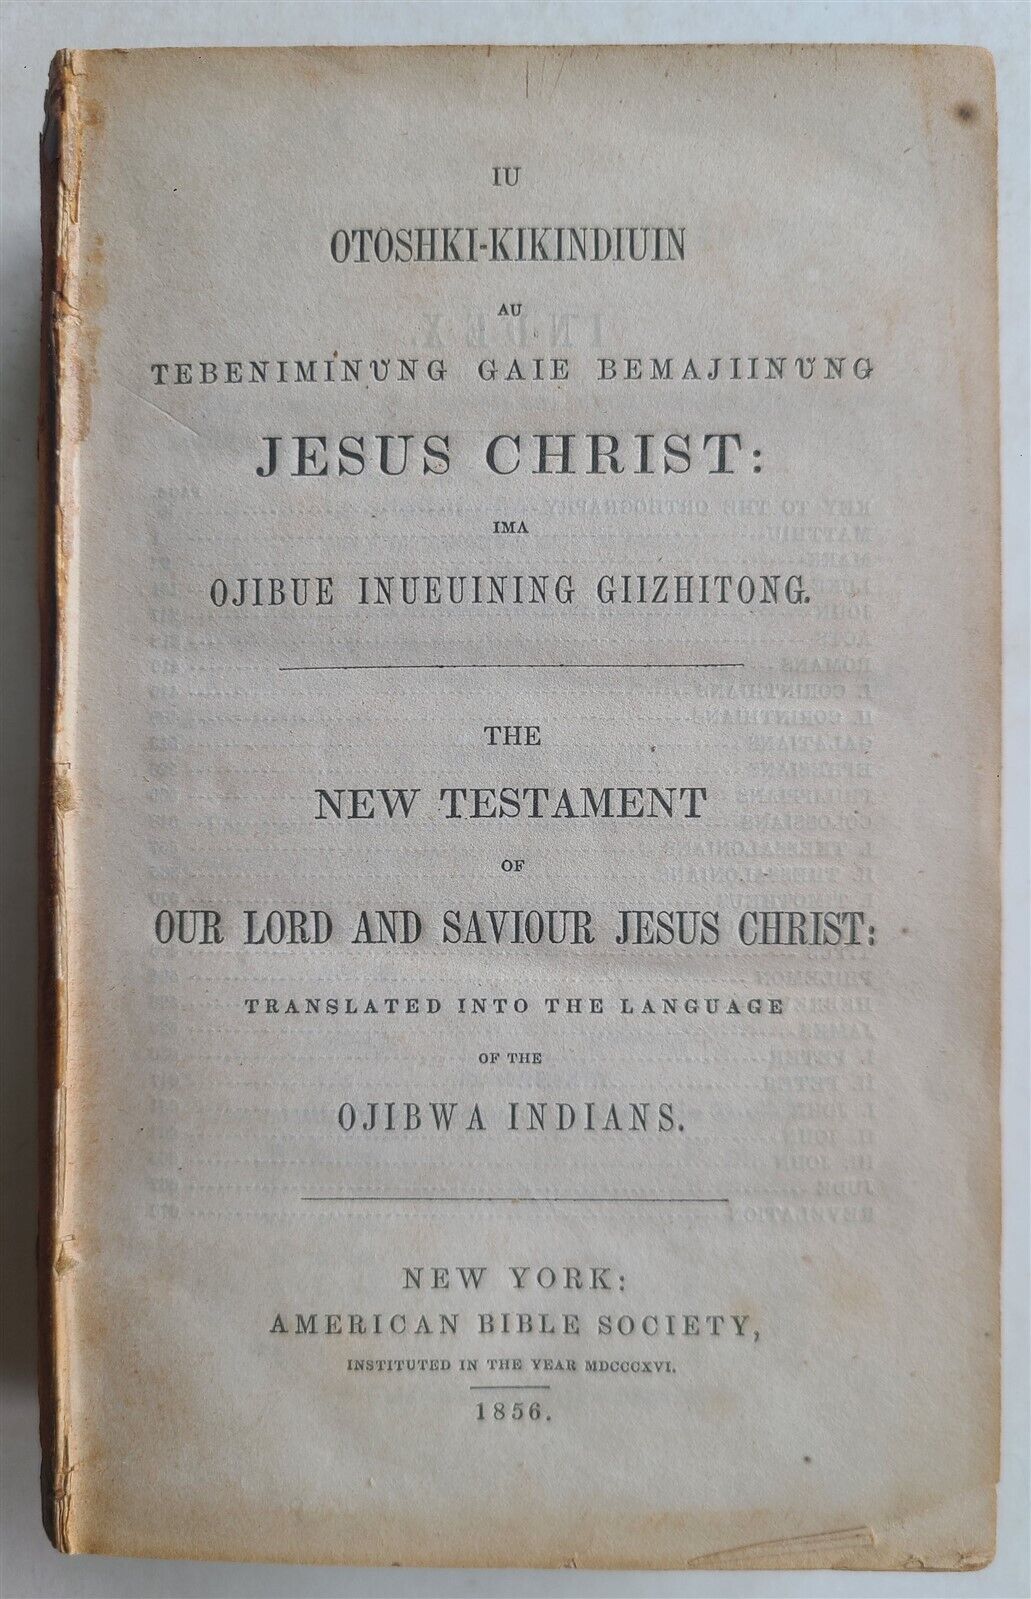 IU
OTOSHKI-KIKINDIUIN
AU
TEBENIMINŬNG GAIE BEMAJIINŬNG
JESUS CHRIST:
IMA
OJIBUE INUEUINING GIIZHITONG.
THE
NEW TESTAMENT
OF
OUR LORD AND SAVIOUR JESUS CHRIST:
TRANSLATED INTO THE LANGUAGE
OF THE
OJIBWA INDIANS.
NEW YORK:
AMERICAN BIBLE SOCIETY,
INSTITUTED IN THE YEAR MDCCCXVI.
1856.